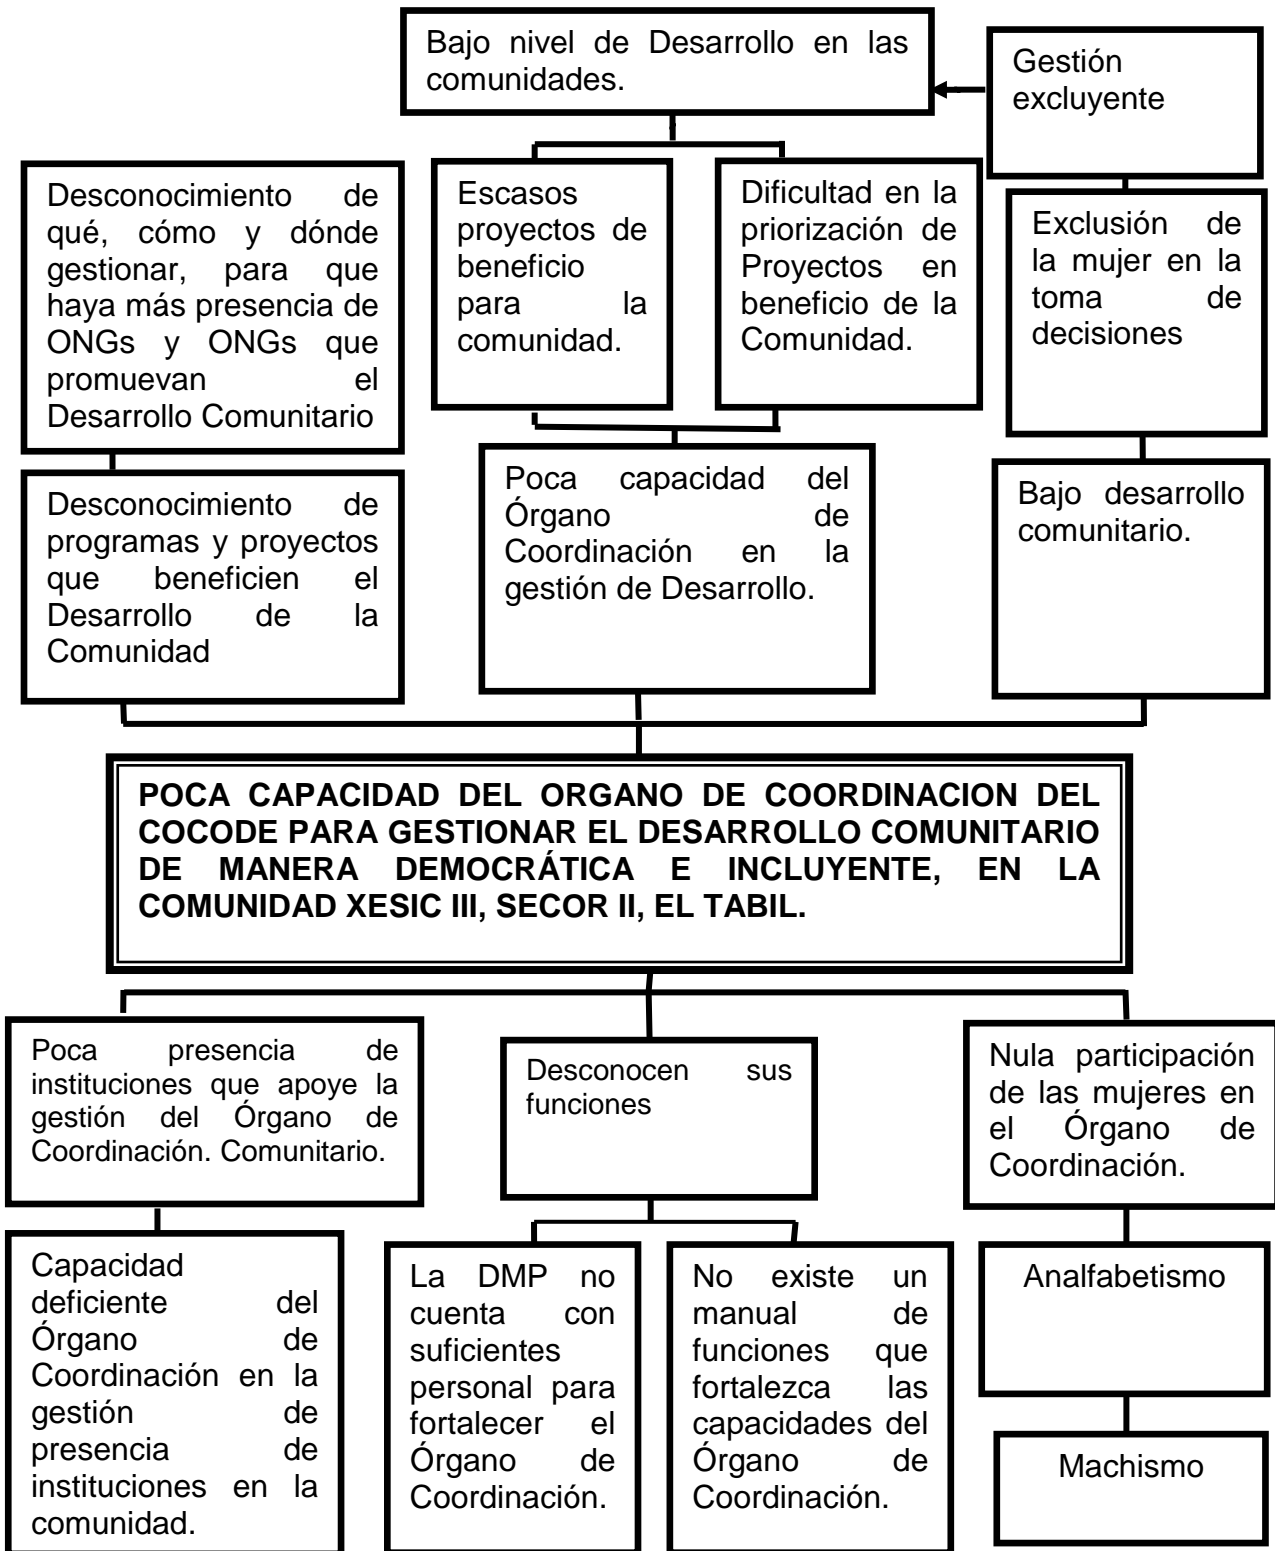 Bajo nivel de Desarrollo en las
comunidades.
Gestión
excluyente
Desconocimiento de
qué, cómo y dónde
gestionar, para que
haya más presencia de
ONGs y ONGs que
promuevan el
Desarrollo Comunitario
Escasos
proyectos de
beneficio
para la
comunidad.
Dificultad en la
priorización de
Proyectos en
beneficio de la
Comunidad.
Exclusión de
la mujer en la
toma de
decisiones
Desconocimiento de
programas y proyectos
que beneficien el
Desarrollo de la
Comunidad
Poca capacidad del
Órgano de
Coordinación en la
gestión de Desarrollo.
Bajo desarrollo
comunitario.
POCA CAPACIDAD DEL ORGANO DE COORDINACION DEL
COCODE PARA GESTIONAR EL DESARROLLO COMUNITARIO
DE MANERA DEMOCRÁTICA E INCLUYENTE, EN LA
COMUNIDAD XESIC III, SECOR II, EL TABIL.
Poca presencia de
instituciones que apoye la
gestión del Órgano de
Coordinación. Comunitario.
Desconocen sus
funciones
Nula participación
de las mujeres en
el Órgano de
Coordinación.
Capacidad
deficiente del
Órgano de
Coordinación en la
gestión de
presencia de
instituciones en la
comunidad.
La DMP no
cuenta con
suficientes
personal para
fortalecer el
Órgano de
Coordinación.
No existe un
manual de
funciones que
fortalezca las
capacidades del
Órgano de
Coordinación.
Analfabetismo
Machismo